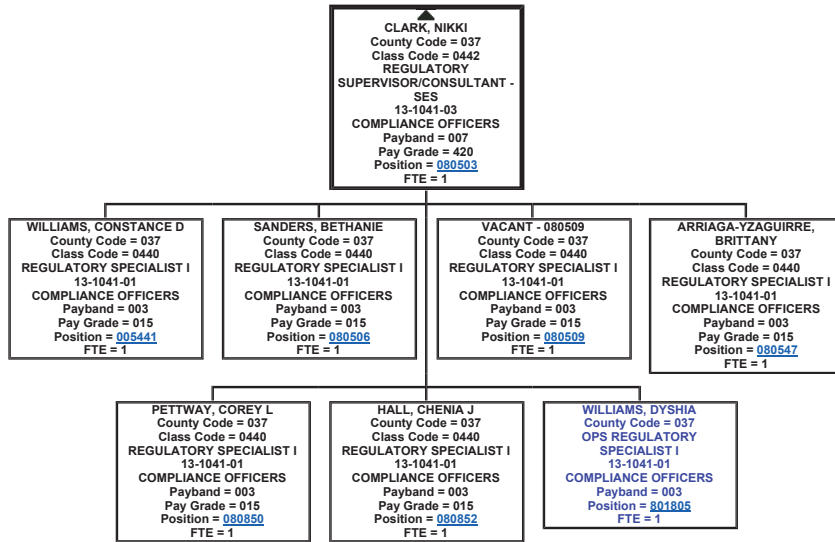 CLARK, NIKKI
County Code = 037
Class Code = 0442
REGULATORY
SUPERVISOR/CONSULTANT -
SES
13-1041-03
COMPLIANCE OFFICERS
Payband = 007
Pay Grade = 420
Position = 080503
FTE = 1
WILLIAMS, CONSTANCE D
County Code = 037
Class Code = 0440
REGULATORY SPECIALIST I
13-1041-01
COMPLIANCE OFFICERS
Payband = 003
Pay Grade = 015
Position = 005441
FTE = 1
SANDERS, BETHANIE
County Code = 037
Class Code = 0440
REGULATORY SPECIALIST I
13-1041-01
COMPLIANCE OFFICERS
Payband = 003
Pay Grade = 015
Position = 080506
FTE = 1
VACANT - 080509
County Code = 037
Class Code = 0440
REGULATORY SPECIALIST I
13-1041-01
COMPLIANCE OFFICERS
Payband = 003
Pay Grade = 015
Position = 080509
FTE = 1
ARRIAGA-YZAGUIRRE,
BRITTANY
County Code = 037
Class Code = 0440
REGULATORY SPECIALIST I
13-1041-01
COMPLIANCE OFFICERS
Payband = 003
Pay Grade = 015
Position = 080547
FTE = 1
PETTWAY, COREY L
County Code = 037
Class Code = 0440
REGULATORY SPECIALIST I
13-1041-01
COMPLIANCE OFFICERS
Payband = 003
Pay Grade = 015
Position = 080850
FTE = 1
HALL, CHENIA J
County Code = 037
Class Code = 0440
REGULATORY SPECIALIST I
13-1041-01
COMPLIANCE OFFICERS
Payband = 003
Pay Grade = 015
Position = 080852
FTE = 1
WILLIAMS, DYSHIA
County Code = 037
OPS REGULATORY
SPECIALIST I
13-1041-01
COMPLIANCE OFFICERS
Payband = 003
Position = 801805
FTE = 1